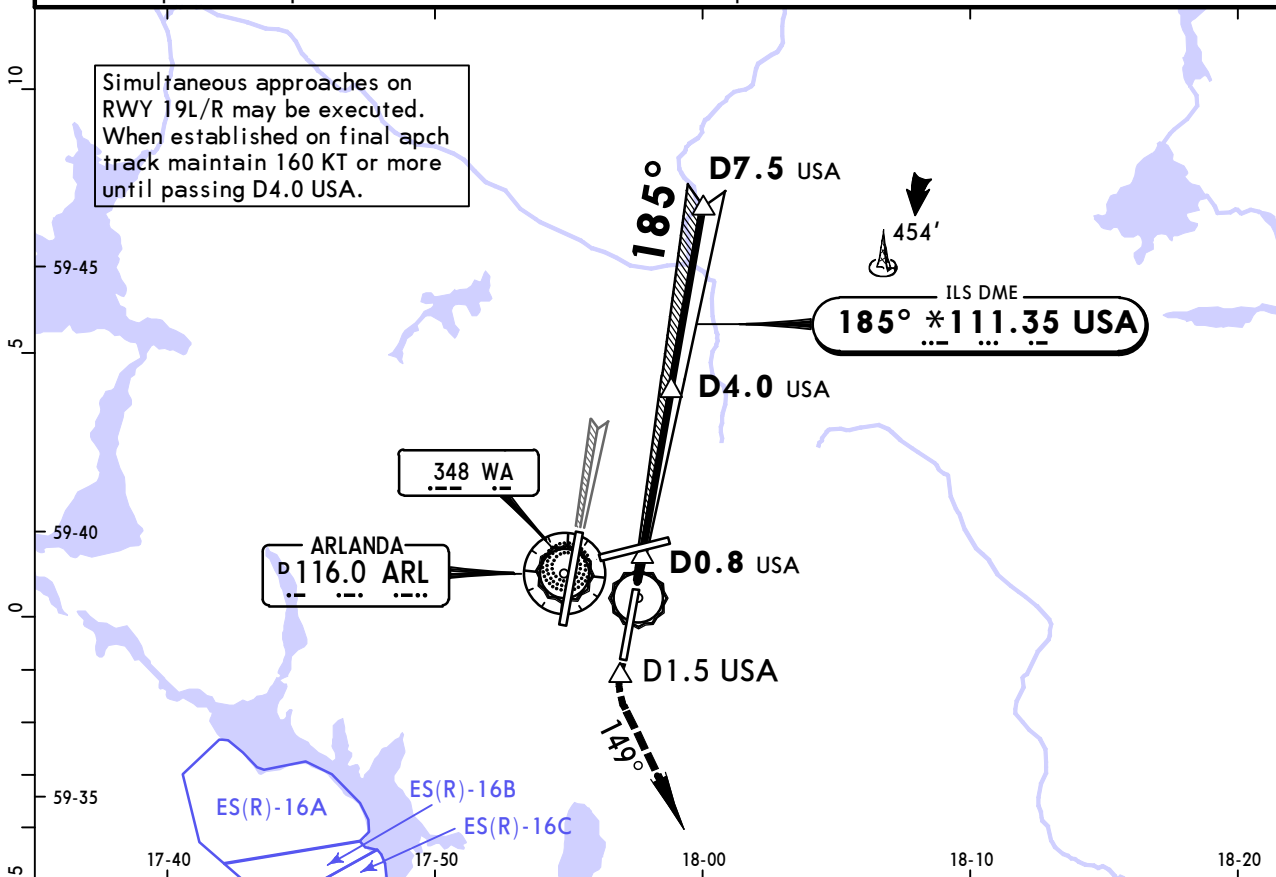 10
Simultaneous approaches on
RWY 19L/R may be executed.
When established on final apch
track maintain 160 KT or more
until passing D4.0 USA.
185°
D7.5 USA
454'
59-45
ILS DME
185° *111.35 USA
5
D4.0 USA
348 WA
59-40
ARLANDA
D 116.0 ARL
D0.8 USA
0
D1.5 USA
149°
59-35
ES(R)-16A
ES(R)-16B
ES(R)-16C
5
17-40
17-50
18-00
18-10
18-20